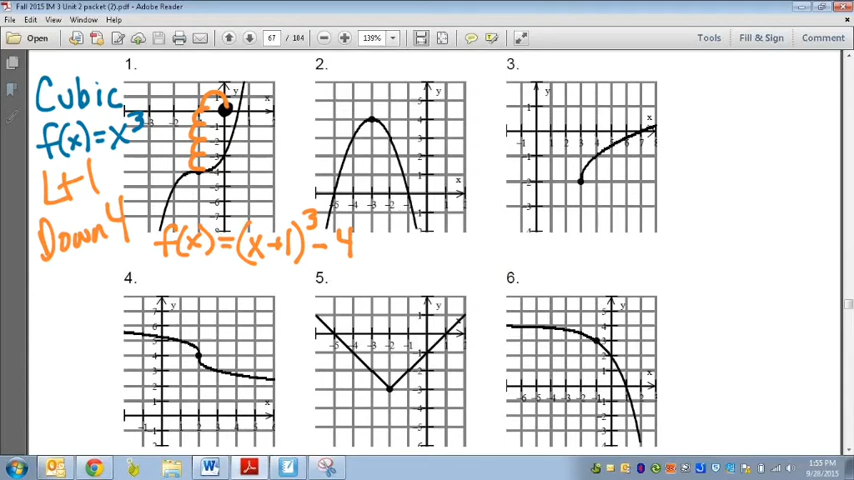 Fall 2015 IM 3 Unit 2 packet (2).pdf - Adobe Reader
File Edit View Window Help
Open 67 / 184 139% Tools Fill & Sign Comment
1. 2. 3.
Cubic
f(x)=x³
Lt 1
Down 4
f(x)=(x+1)³-4
4. 5. 6.
1:55 PM
9/28/2015